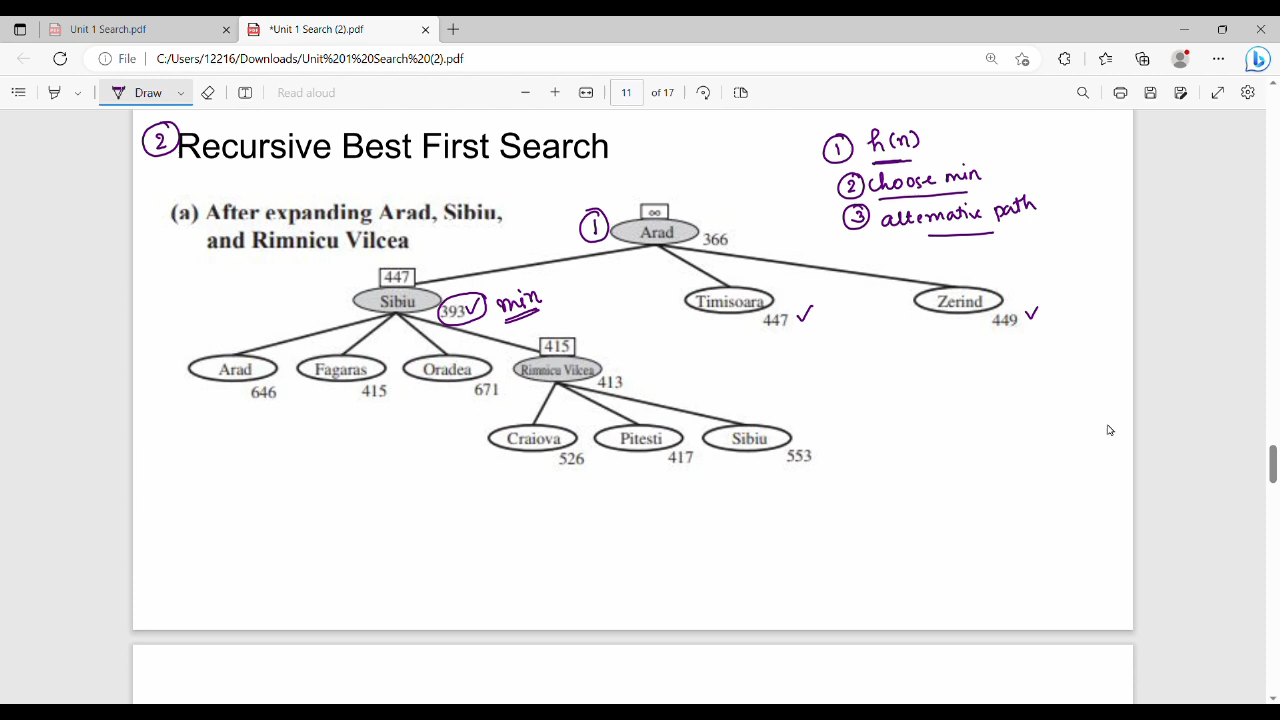 Unit 1 Search.pdf
*Unit 1 Search (2).pdf
File
C:/Users/12216/Downloads/Unit%201%20Search%20(2).pdf
Draw
Read aloud
11
of 17
2 Recursive Best First Search
1 h(n)
2 choose min
3 alternative path
(a) After expanding Arad, Sibiu,
and Rimnicu Vilcea
∞
1 Arad 366
447
Sibiu 393 ✓ min
Timisoara 447 ✓
Zerind 449 ✓
415
Arad 646
Fagaras 415
Oradea 671
Rimnicu Vilcea 413
Craiova 526
Pitesti 417
Sibiu 553